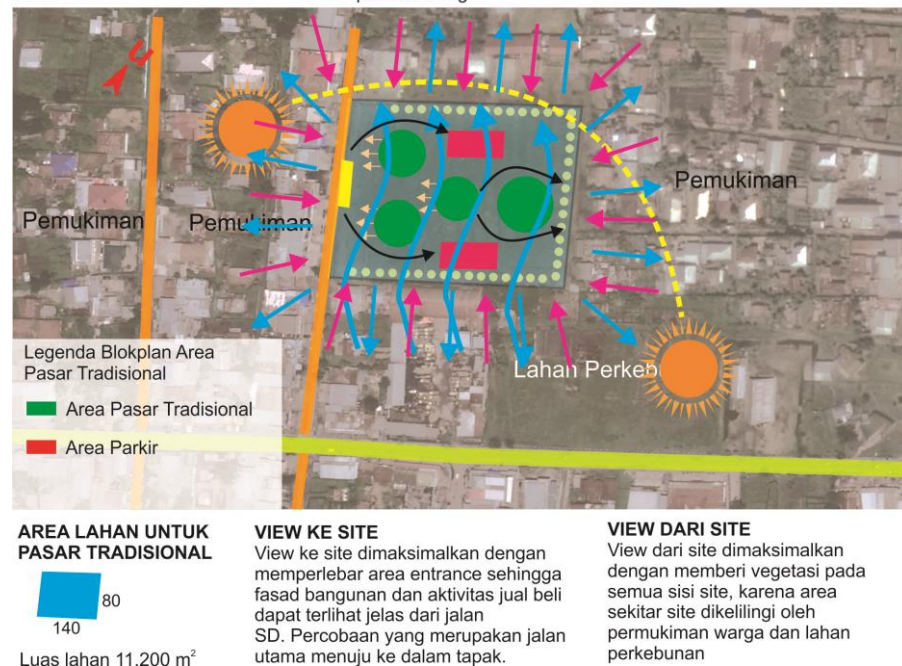 U
Pemukiman
Pemukiman
Pemukiman
Lahan Perkebu
Legenda Blokplan Area
Pasar Tradisional
Area Pasar Tradisional
Area Parkir
AREA LAHAN UNTUK
PASAR TRADISIONAL
80
140
Luas lahan 11.200 m²
VIEW KE SITE
View ke site dimaksimalkan dengan
memperlebar area entrance sehingga
fasad bangunan dan aktivitas jual beli
dapat terlihat jelas dari jalan
SD. Percobaan yang merupakan jalan
utama menuju ke dalam tapak.
VIEW DARI SITE
View dari site dimaksimalkan
dengan memberi vegetasi pada
semua sisi site, karena area
sekitar site dikelilingi oleh
permukiman warga dan lahan
perkebunan